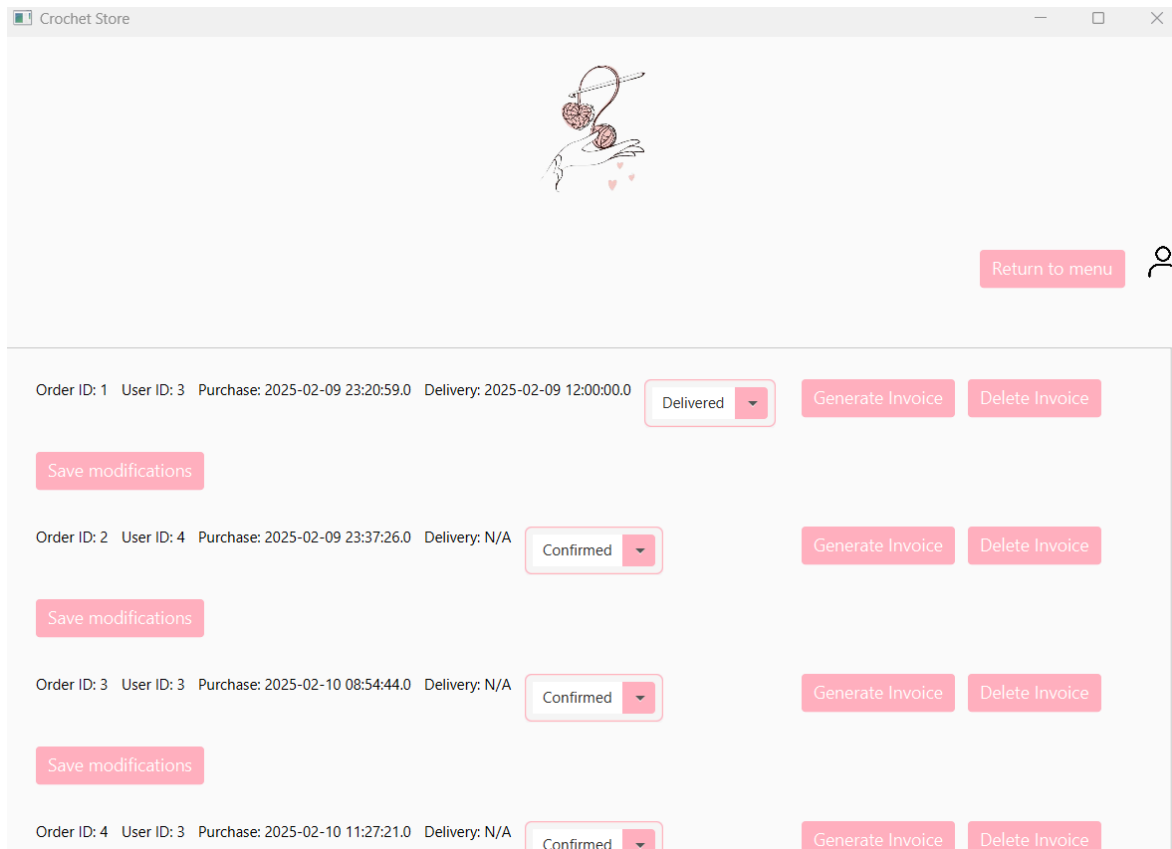 Crochet Store
Return to menu
Order ID: 1 User ID: 3 Purchase: 2025-02-09 23:20:59.0 Delivery: 2025-02-09 12:00:00.0 Delivered Generate Invoice Delete Invoice
Save modifications
Order ID: 2 User ID: 4 Purchase: 2025-02-09 23:37:26.0 Delivery: N/A Confirmed Generate Invoice Delete Invoice
Save modifications
Order ID: 3 User ID: 3 Purchase: 2025-02-10 08:54:44.0 Delivery: N/A Confirmed Generate Invoice Delete Invoice
Save modifications
Order ID: 4 User ID: 3 Purchase: 2025-02-10 11:27:21.0 Delivery: N/A Confirmed Generate Invoice Delete Invoice